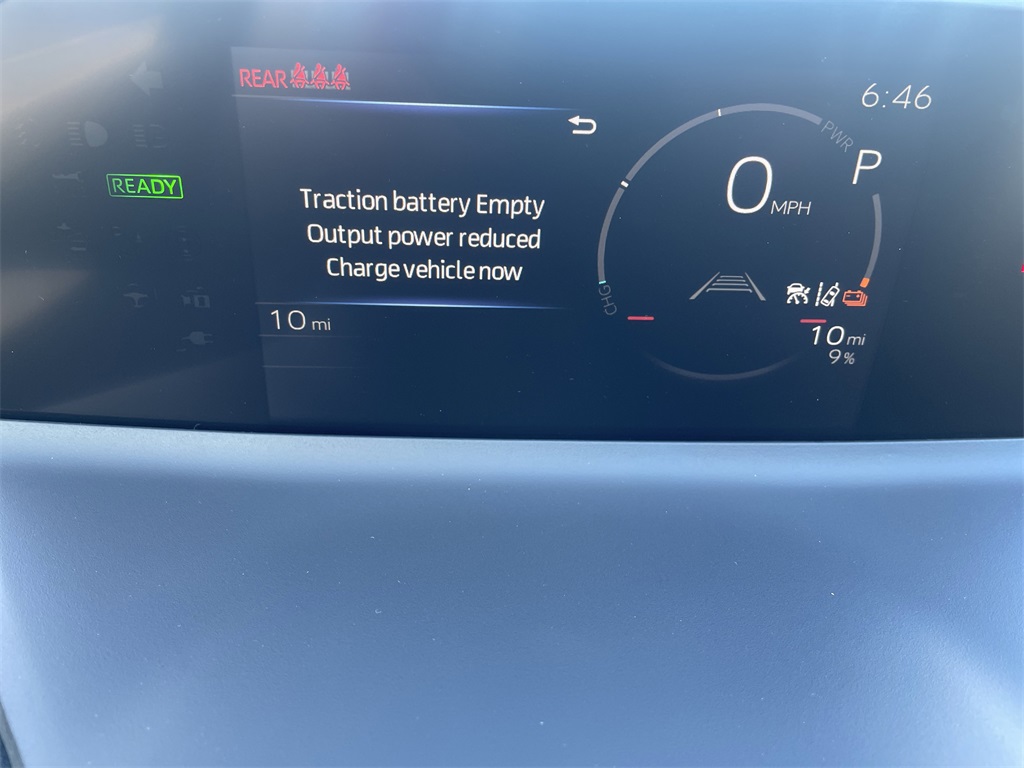 REAR
6:46
PWR
P
READY
0 MPH
Traction battery Empty
Output power reduced
Charge vehicle now
CHG
10 mi
10 mi
9%